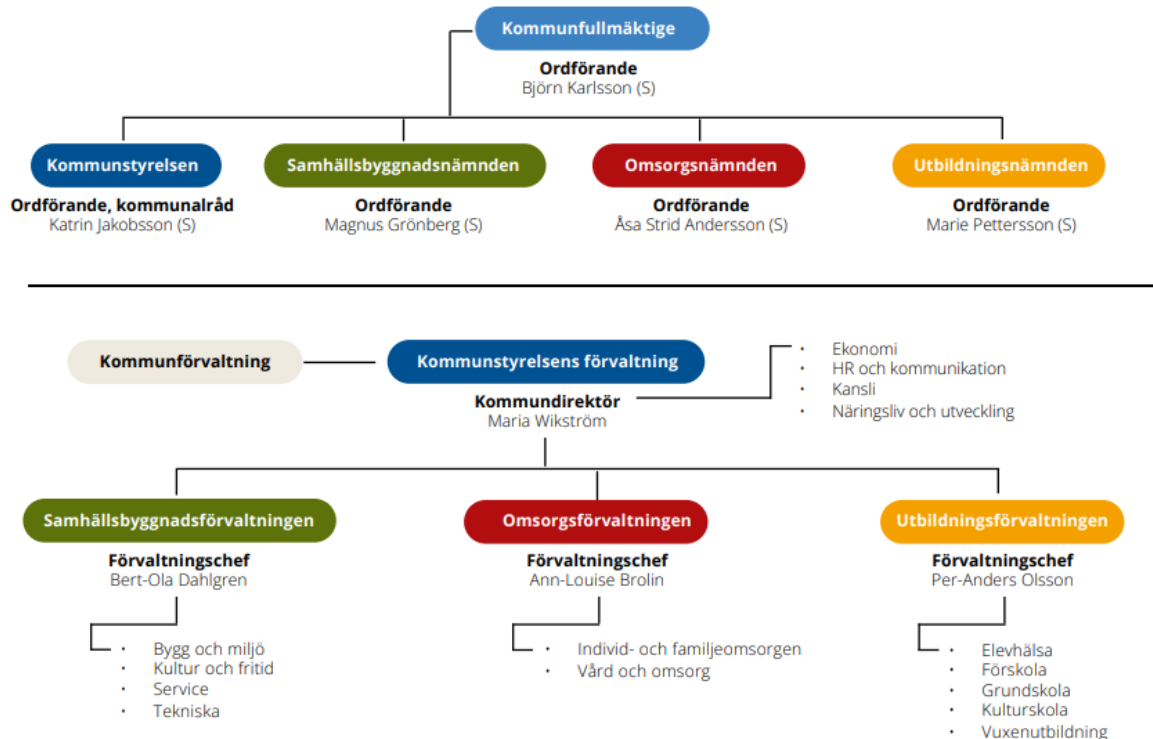 Kommunfullmäktige
Ordförande
Björn Karlsson (S)
Kommunstyrelsen
Ordförande, kommunalråd
Katrin Jakobsson (S)
Samhällsbyggnadsnämnden
Ordförande
Magnus Grönberg (S)
Omsorgsnämnden
Ordförande
Åsa Strid Andersson (S)
Utbildningsnämnden
Ordförande
Marie Pettersson (S)
Kommunförvaltning
Kommunstyrelsens förvaltning
Kommundirektör
Maria Wikström
· Ekonomi
· HR och kommunikation
· Kansli
· Näringsliv och utveckling
Samhällsbyggnadsförvaltningen
Förvaltningschef
Bert-Ola Dahlgren
· Bygg och miljö
· Kultur och fritid
· Service
· Tekniska
Omsorgsförvaltningen
Förvaltningschef
Ann-Louise Brolin
· Individ- och familjeomsorgen
· Vård och omsorg
Utbildningsförvaltningen
Förvaltningschef
Per-Anders Olsson
· Elevhälsa
· Förskola
· Grundskola
· Kulturskola
· Vuxenutbildning